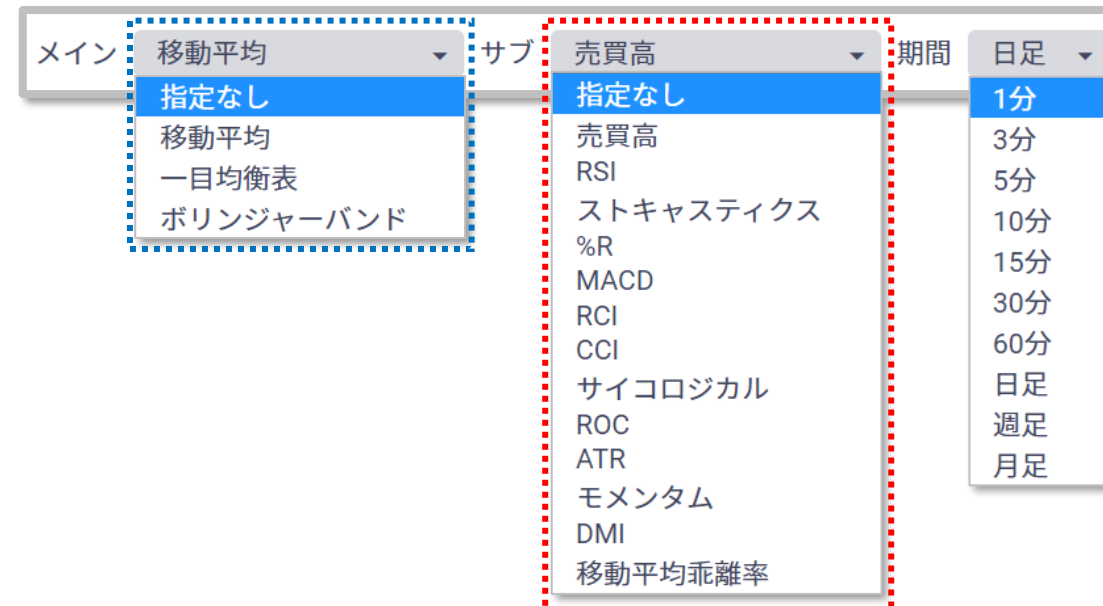 メイン 移動平均 サブ 売買高 期間 日足
指定なし
移動平均
一目均衡表
ボリンジャーバンド
指定なし
売買高
RSI
ストキャスティクス
%R
MACD
RCI
CCI
サイコロジカル
ROC
ATR
モメンタム
DMI
移動平均乖離率
1分
3分
5分
10分
15分
30分
60分
日足
週足
月足